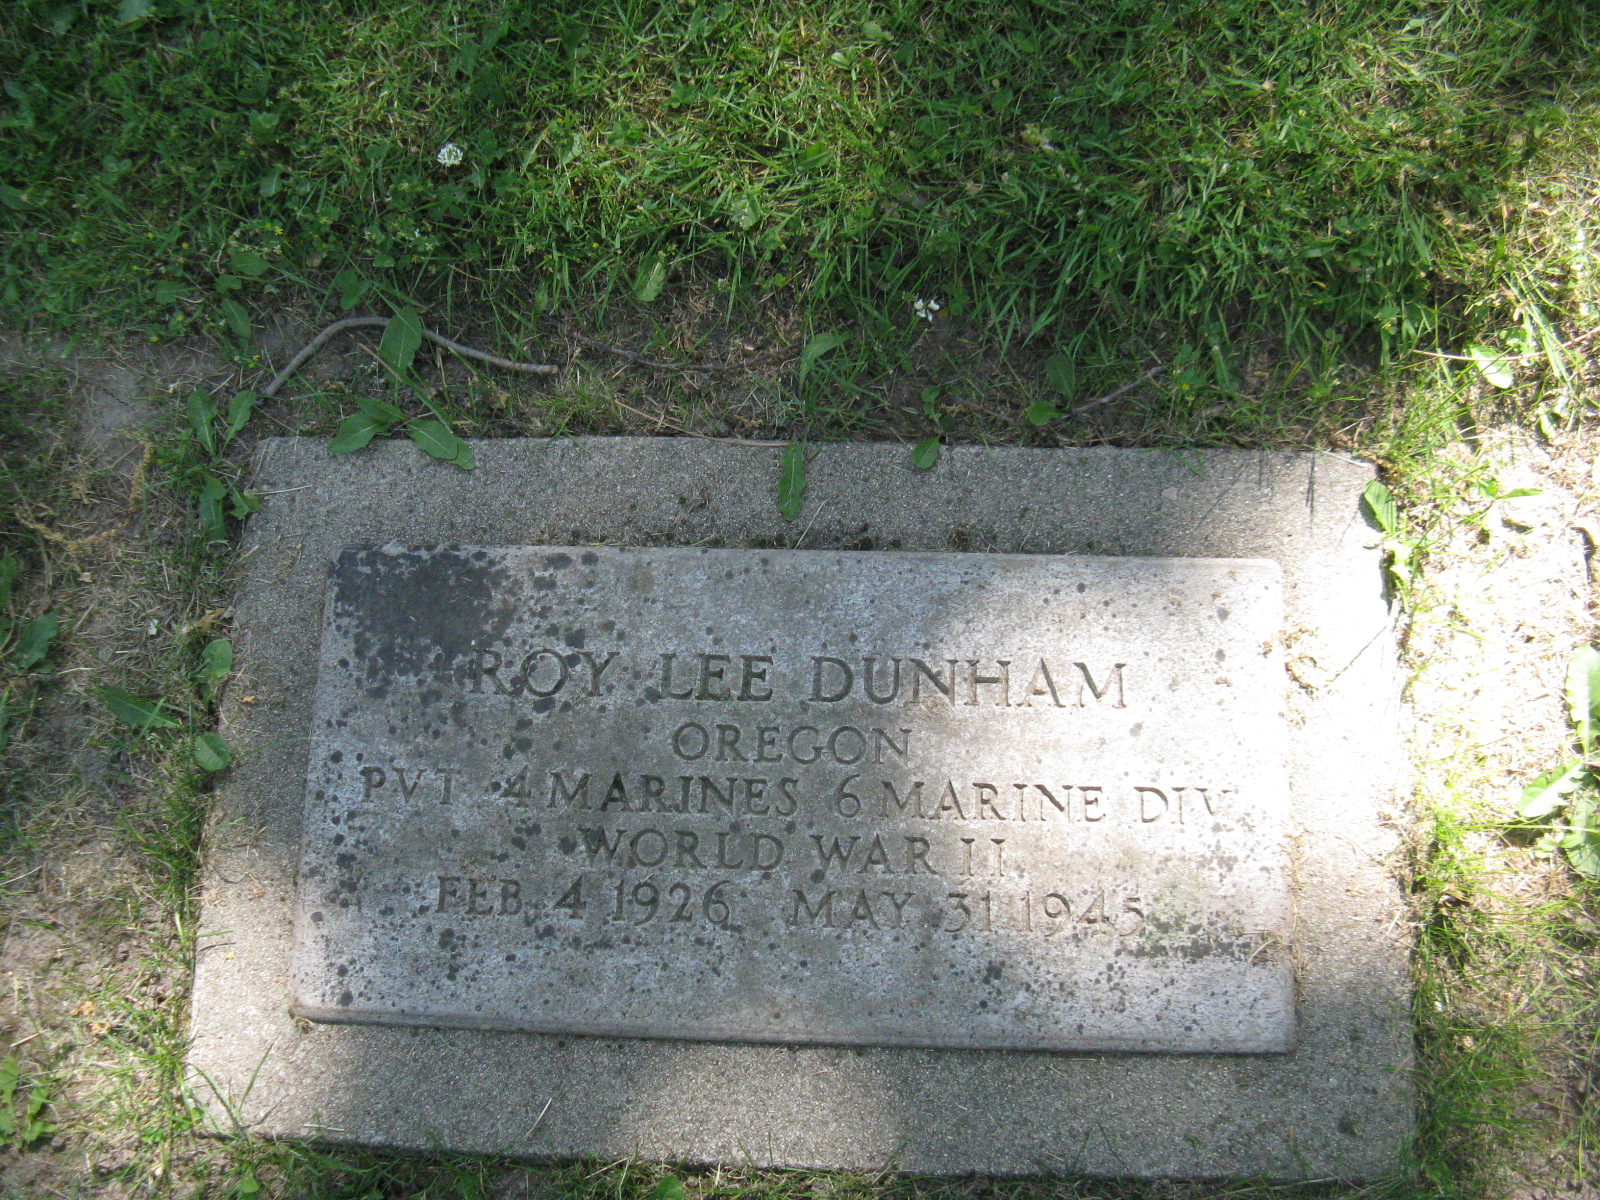 ROY LEE DUNHAM
OREGON
PVT 4 MARINES 6 MARINE DIV
WORLD WAR II
FEB 4 1926 MAY 31 1945